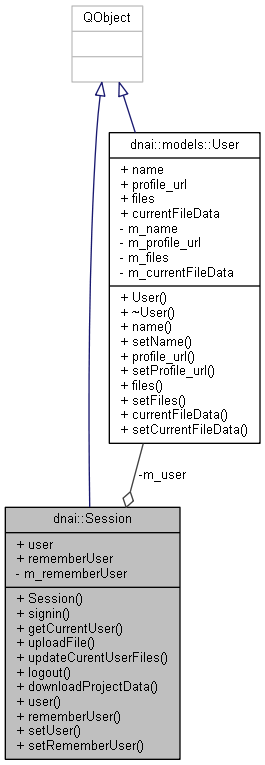 QObject
dnai::models::User
+ name
+ profile_url
+ files
+ currentFileData
- m_name
- m_profile_url
- m_files
- m_currentFileData
+ User()
+ ~User()
+ name()
+ setName()
+ profile_url()
+ setProfile_url()
+ files()
+ setFiles()
+ currentFileData()
+ setCurrentFileData()
-m_user
dnai::Session
+ user
+ rememberUser
- m_rememberUser
+ Session()
+ signin()
+ getCurrentUser()
+ uploadFile()
+ updateCurentUserFiles()
+ logout()
+ downloadProjectData()
+ user()
+ rememberUser()
+ setUser()
+ setRememberUser()